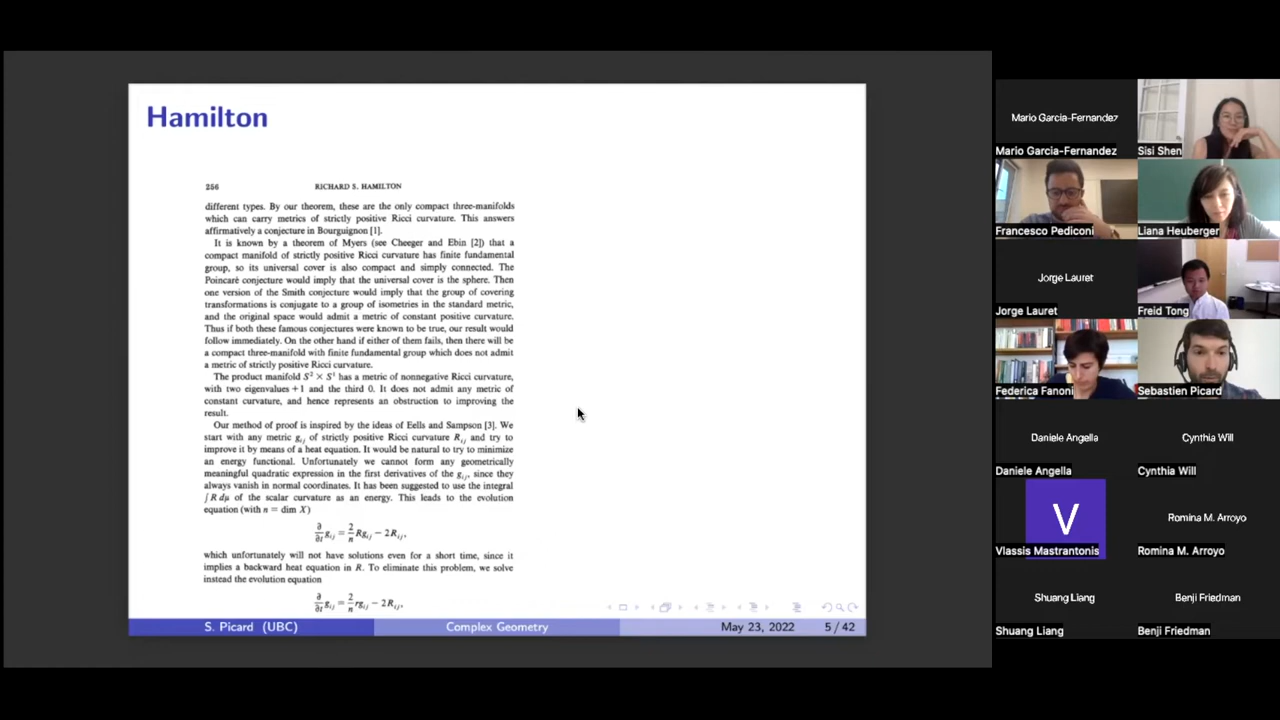 Hamilton
256 RICHARD S. HAMILTON
different types. By our theorem, these are the only compact three-manifolds
which can carry metrics of strictly positive Ricci curvature. This answers
affirmatively a conjecture in Bourguignon [1].
It is known by a theorem of Myers (see Cheeger and Ebin [2]) that a
compact manifold of strictly positive Ricci curvature has finite fundamental
group, so its universal cover is also compact and simply connected. The
Poincaré conjecture would imply that the universal cover is the sphere. Then
one version of the Smith conjecture would imply that the group of covering
transformations is conjugate to a group of isometries in the standard metric,
and the original space would admit a metric of constant positive curvature.
Thus if both these famous conjectures were known to be true, our result would
follow immediately. On the other hand if either of them fails, then there will be
a compact three-manifold with finite fundamental group which does not admit
a metric of strictly positive Ricci curvature.
The product manifold S² × S¹ has a metric of nonnegative Ricci curvature,
with two eigenvalues +1 and the third 0. It does not admit any metric of
constant curvature, and hence represents an obstruction to improving the
result.
Our method of proof is inspired by the ideas of Eells and Sampson [3]. We
start with any metric g_ij of strictly positive Ricci curvature R_ij and try to
improve it by means of a heat equation. It would be natural to try to minimize
an energy functional. Unfortunately we cannot form any geometrically
meaningful quadratic expression in the first derivatives of the g_ij, since they
always vanish in normal coordinates. It has been suggested to use the integral
∫ R dμ of the scalar curvature as an energy. This leads to the evolution
equation (with n = dim X)
∂/∂t g_ij = 2/n Rg_ij − 2R_ij,
which unfortunately will not have solutions even for a short time, since it
implies a backward heat equation in R. To eliminate this problem, we solve
instead the evolution equation
∂/∂t g_ij = 2/n rg_ij − 2R_ij,
S. Picard (UBC) Complex Geometry May 23, 2022 5 / 42
Mario Garcia-Fernandez
Mario Garcia-Fernandez
Sisi Shen
Francesco Pediconi
Liana Heuberger
Jorge Lauret
Jorge Lauret
Freid Tong
Federica Fanoni
Sebastien Picard
Daniele Angella
Daniele Angella
Cynthia Will
Cynthia Will
V
Vlassis Mastrantonis
Romina M. Arroyo
Romina M. Arroyo
Shuang Liang
Shuang Liang
Benji Friedman
Benji Friedman